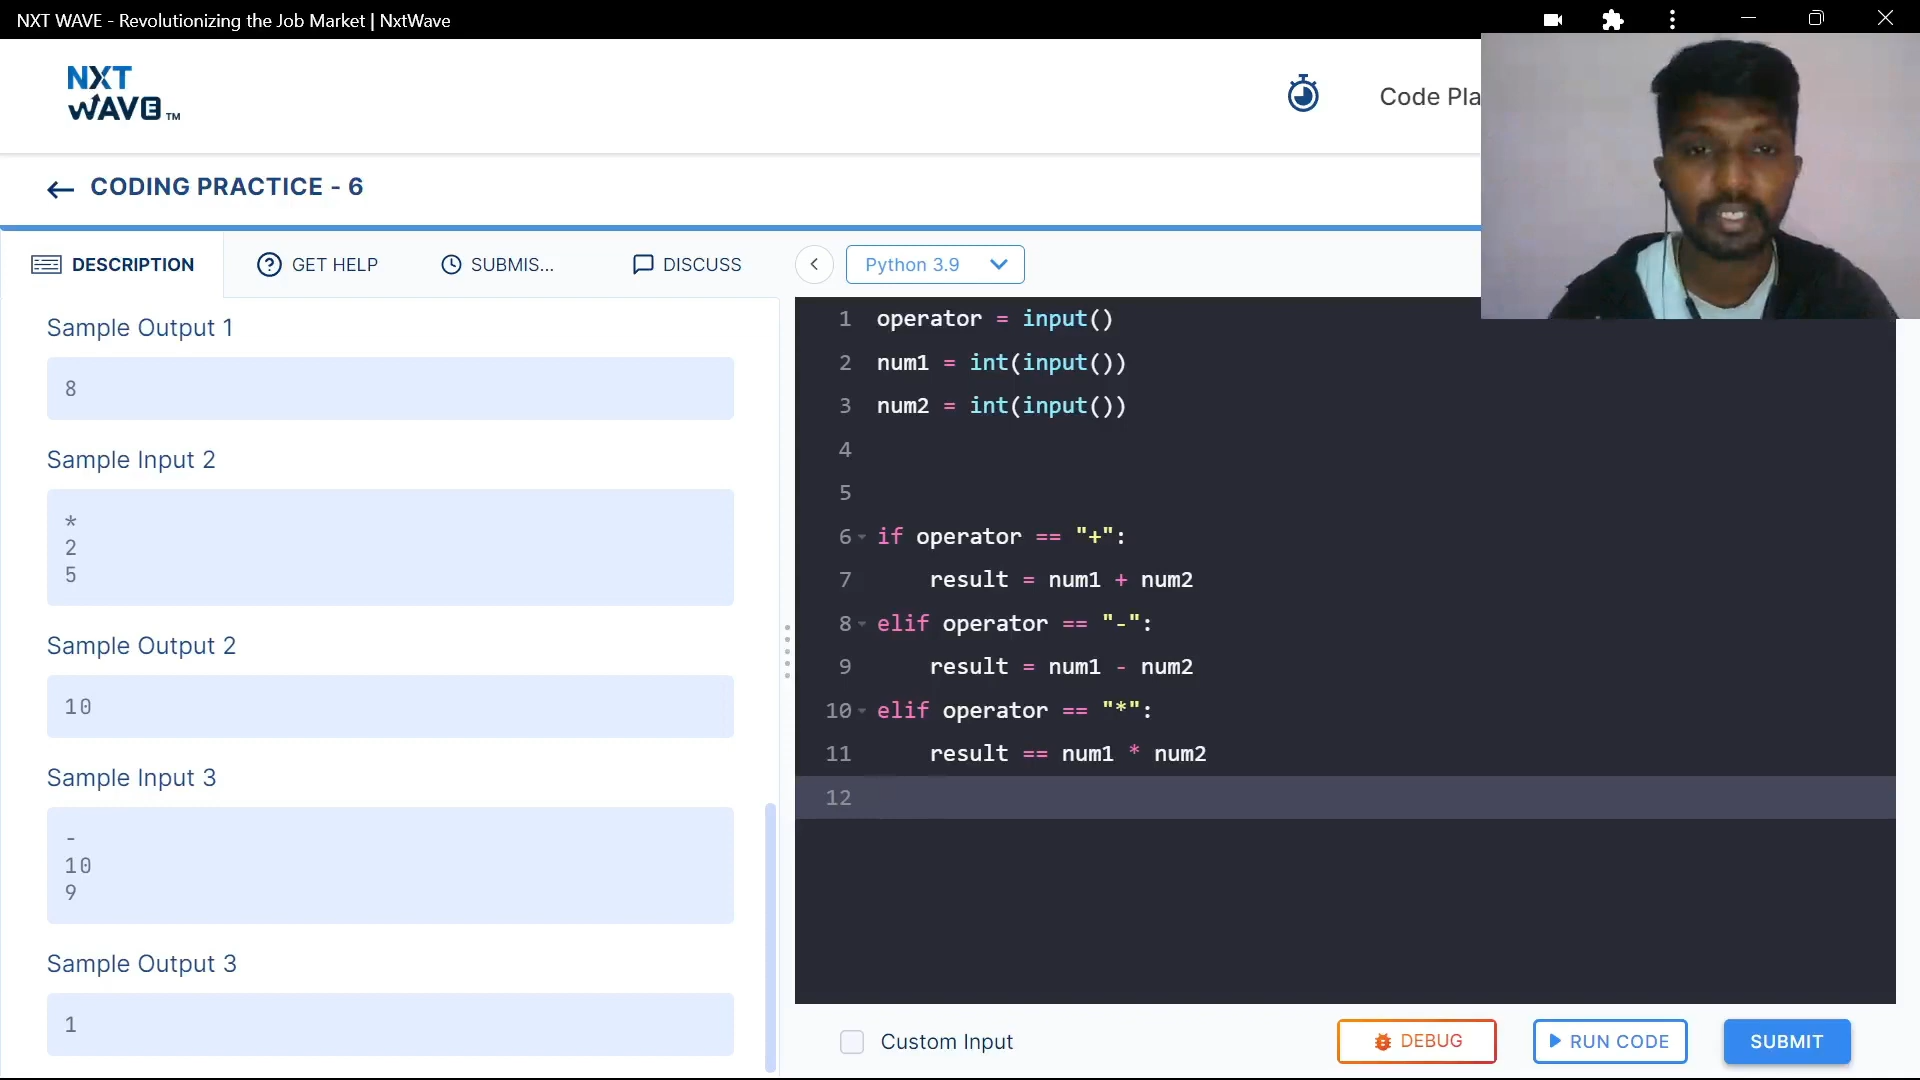 NXT WAVE - Revolutionizing the Job Market | NxtWave
NXT
WAVE TM
Code Pla
CODING PRACTICE - 6
DESCRIPTION
GET HELP
SUBMIS...
DISCUSS
Python 3.9
Sample Output 1
8
Sample Input 2
*
2
5
Sample Output 2
10
Sample Input 3
-
10
9
Sample Output 3
1
1 operator = input()
2 num1 = int(input())
3 num2 = int(input())
4
5
6 if operator == "+":
7     result = num1 + num2
8 elif operator == "-":
9     result = num1 - num2
10 elif operator == "*":
11     result == num1 * num2
12
Custom Input
DEBUG
RUN CODE
SUBMIT